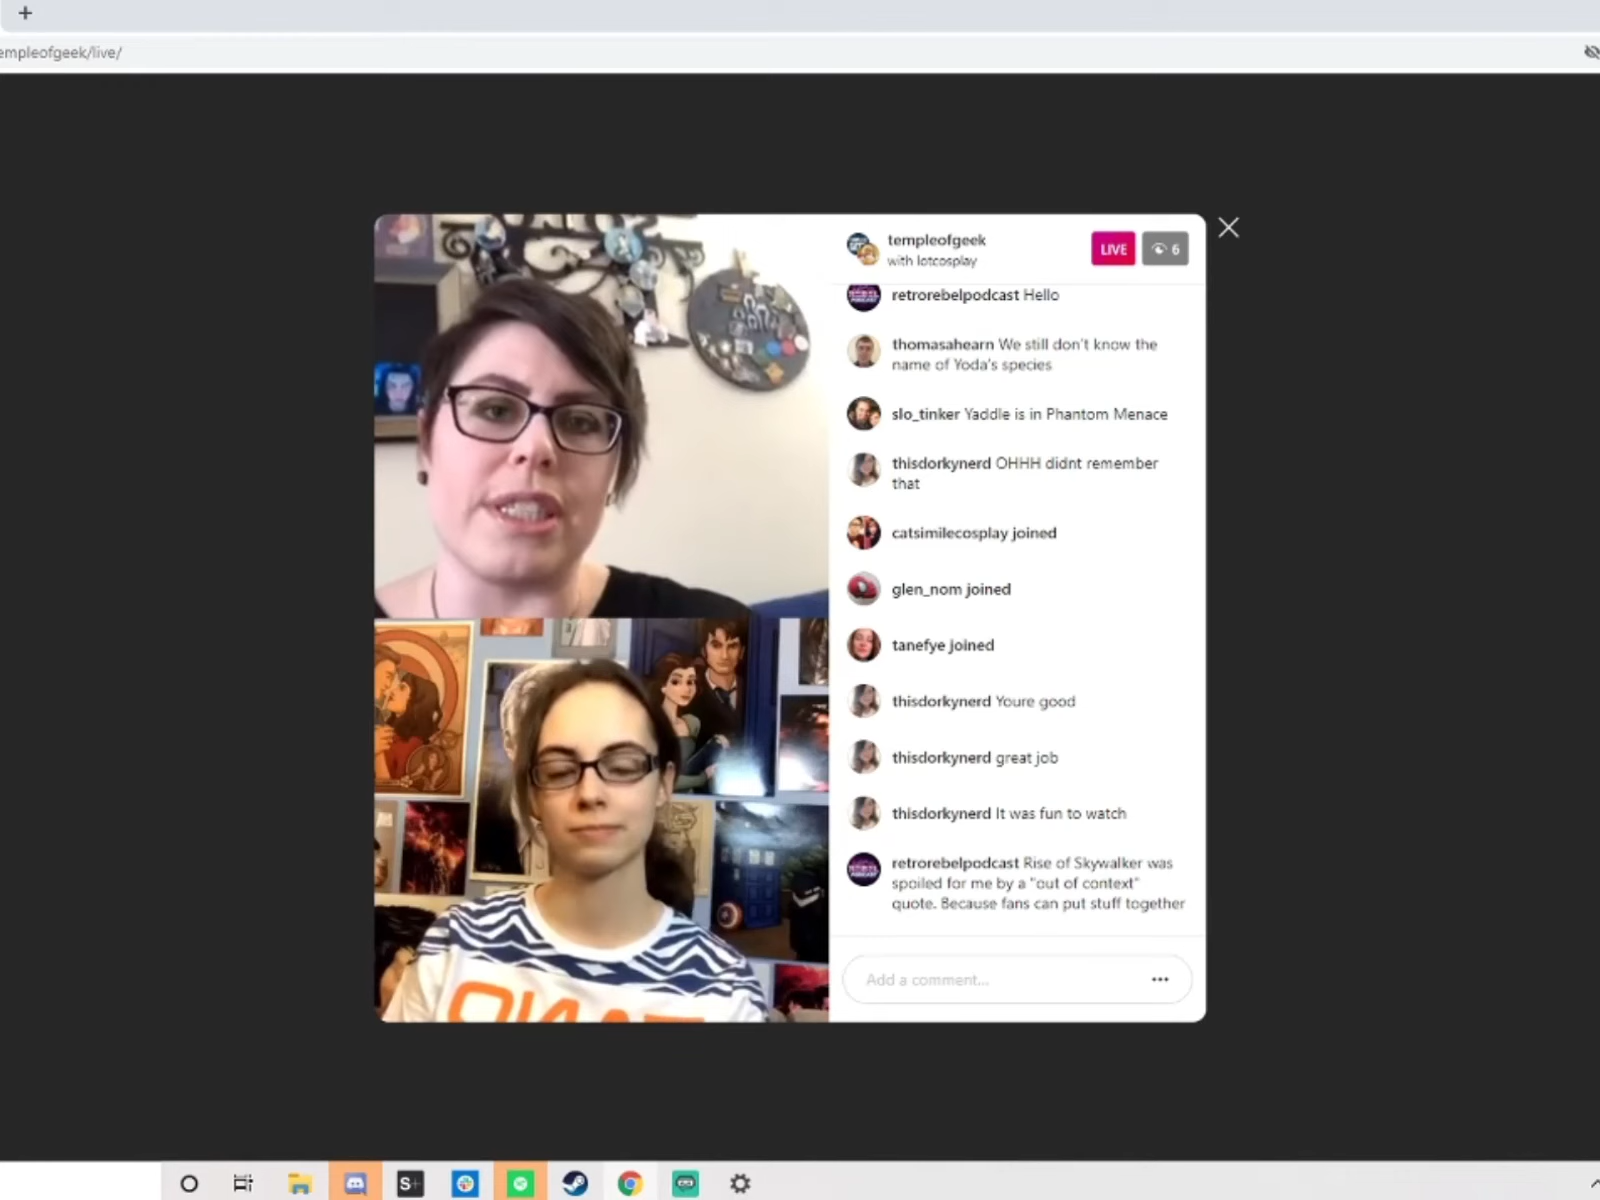 +
empleofgeek/live/
templeofgeek
with lotcosplay
LIVE
6
retrorebelpodcast Hello
thomasahearn We still don't know the
name of Yoda's species
slo_tinker Yaddle is in Phantom Menace
thisdorkynerd OHHH didnt remember
that
catsimilecosplay joined
glen_nom joined
tanefye joined
thisdorkynerd Youre good
thisdorkynerd great job
thisdorkynerd It was fun to watch
retrorebelpodcast Rise of Skywalker was
spoiled for me by a "out of context"
quote. Because fans can put stuff together
Add a comment...
S+